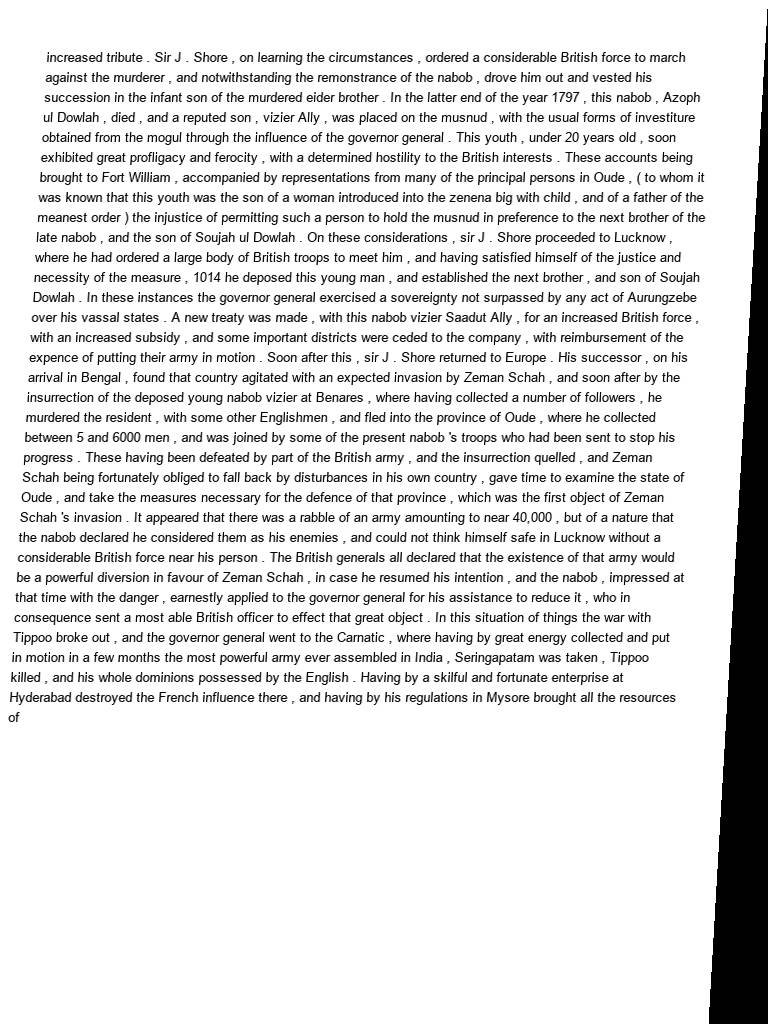 increased tribute . Sir J . Shore , on learning the circumstances , ordered a considerable British force to march
against the murderer , and notwithstanding the remonstrance of the nabob , drove him out and vested his
succession in the infant son of the murdered eider brother . In the latter end of the year 1797 , this nabob , Azoph
ul Dowlah , died , and a reputed son , vizier Ally , was placed on the musnud , with the usual forms of investiture
obtained from the mogul through the influence of the governor general . This youth , under 20 years old , soon
exhibited great profligacy and ferocity , with a determined hostility to the British interests . These accounts being
brought to Fort William , accompanied by representations from many of the principal persons in Oude , ( to whom it
was known that this youth was the son of a woman introduced into the zenena big with child , and of a father of the
meanest order ) the injustice of permitting such a person to hold the musnud in preference to the next brother of the
late nabob , and the son of Soujah ul Dowlah . On these considerations , sir J . Shore proceeded to Lucknow ,
where he had ordered a large body of British troops to meet him , and having satisfied himself of the justice and
necessity of the measure , 1014 he deposed this young man , and established the next brother , and son of Soujah
Dowlah . In these instances the governor general exercised a sovereignty not surpassed by any act of Aurungzebe
over his vassal states . A new treaty was made , with this nabob vizier Saadut Ally , for an increased British force ,
with an increased subsidy , and some important districts were ceded to the company , with reimbursement of the
expence of putting their army in motion . Soon after this , sir J . Shore returned to Europe . His successor , on his
arrival in Bengal , found that country agitated with an expected invasion by Zeman Schah , and soon after by the
insurrection of the deposed young nabob vizier at Benares , where having collected a number of followers , he
murdered the resident , with some other Englishmen , and fled into the province of Oude , where he collected
between 5 and 6000 men , and was joined by some of the present nabob 's troops who had been sent to stop his
progress . These having been defeated by part of the British army , and the insurrection quelled , and Zeman
Schah being fortunately obliged to fall back by disturbances in his own country , gave time to examine the state of
Oude , and take the measures necessary for the defence of that province , which was the first object of Zeman
Schah 's invasion . It appeared that there was a rabble of an army amounting to near 40,000 , but of a nature that
the nabob declared he considered them as his enemies , and could not think himself safe in Lucknow without a
considerable British force near his person . The British generals all declared that the existence of that army would
be a powerful diversion in favour of Zeman Schah , in case he resumed his intention , and the nabob , impressed at
that time with the danger , earnestly applied to the governor general for his assistance to reduce it , who in
consequence sent a most able British officer to effect that great object . In this situation of things the war with
Tippoo broke out , and the governor general went to the Carnatic , where having by great energy collected and put
in motion in a few months the most powerful army ever assembled in India , Seringapatam was taken , Tippoo
killed , and his whole dominions possessed by the English . Having by a skilful and fortunate enterprise at
Hyderabad destroyed the French influence there , and having by his regulations in Mysore brought all the resources
of